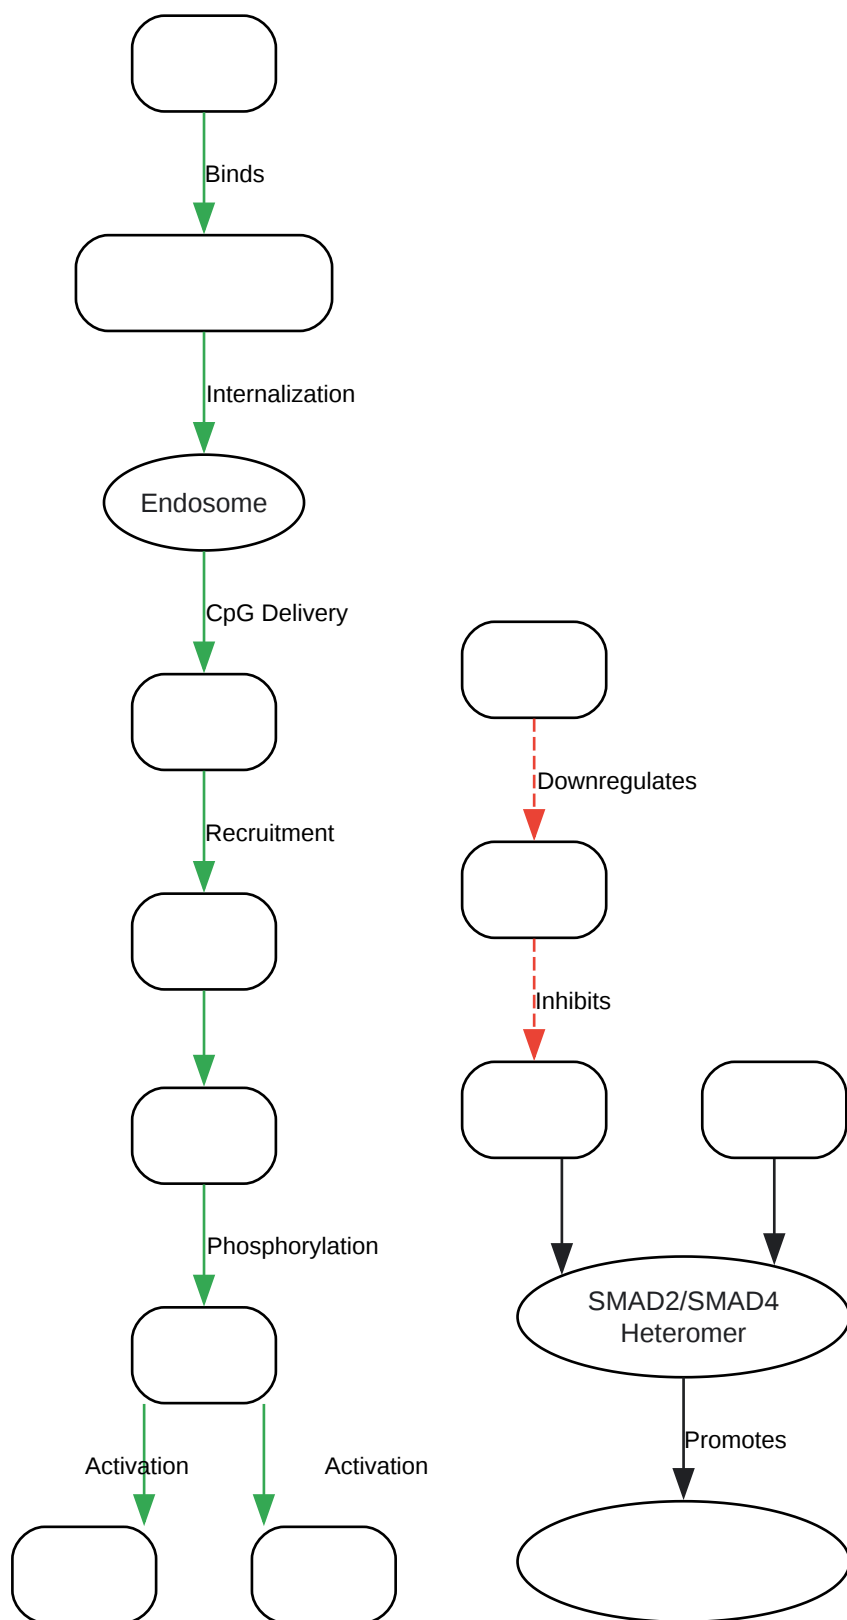 Binds
Internalization
Endosome
CpG Delivery
Downregulates
Recruitment
Inhibits
Phosphorylation
SMAD2/SMAD4
Heteromer
Promotes
Activation
Activation